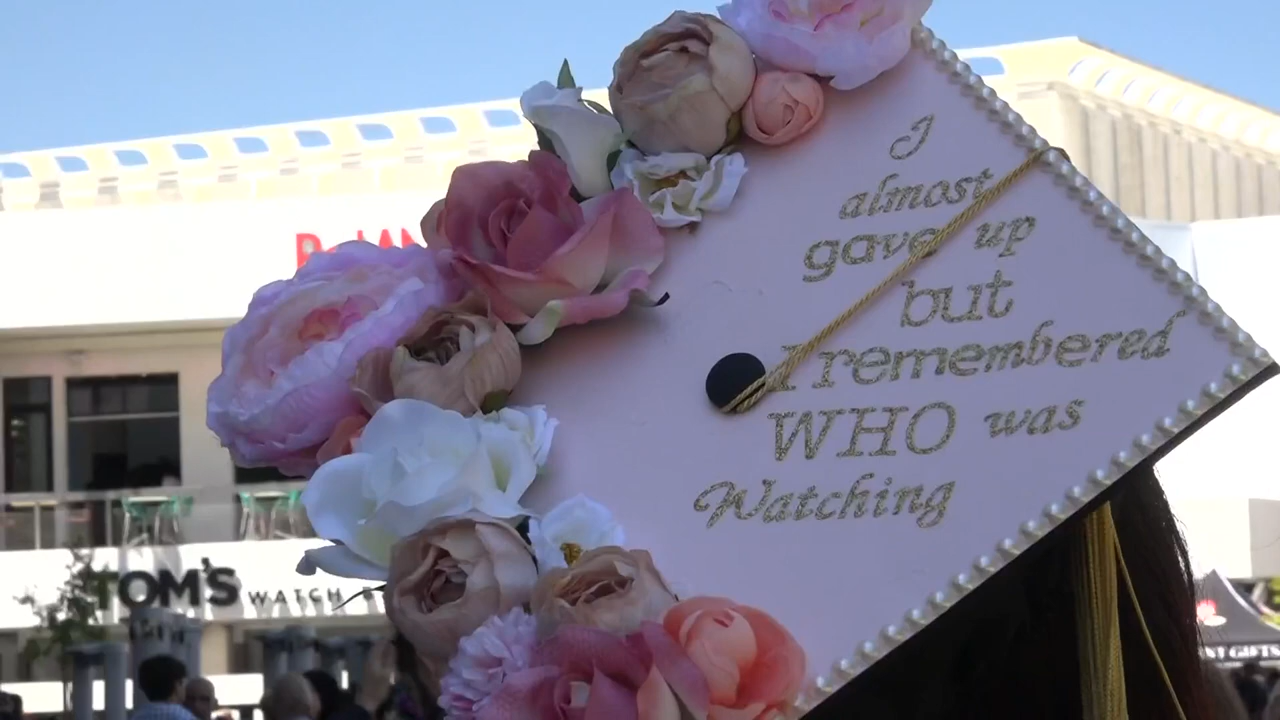 I
almost
gave up
but
I remembered
WHO was
Watching
TOM'S WATCH